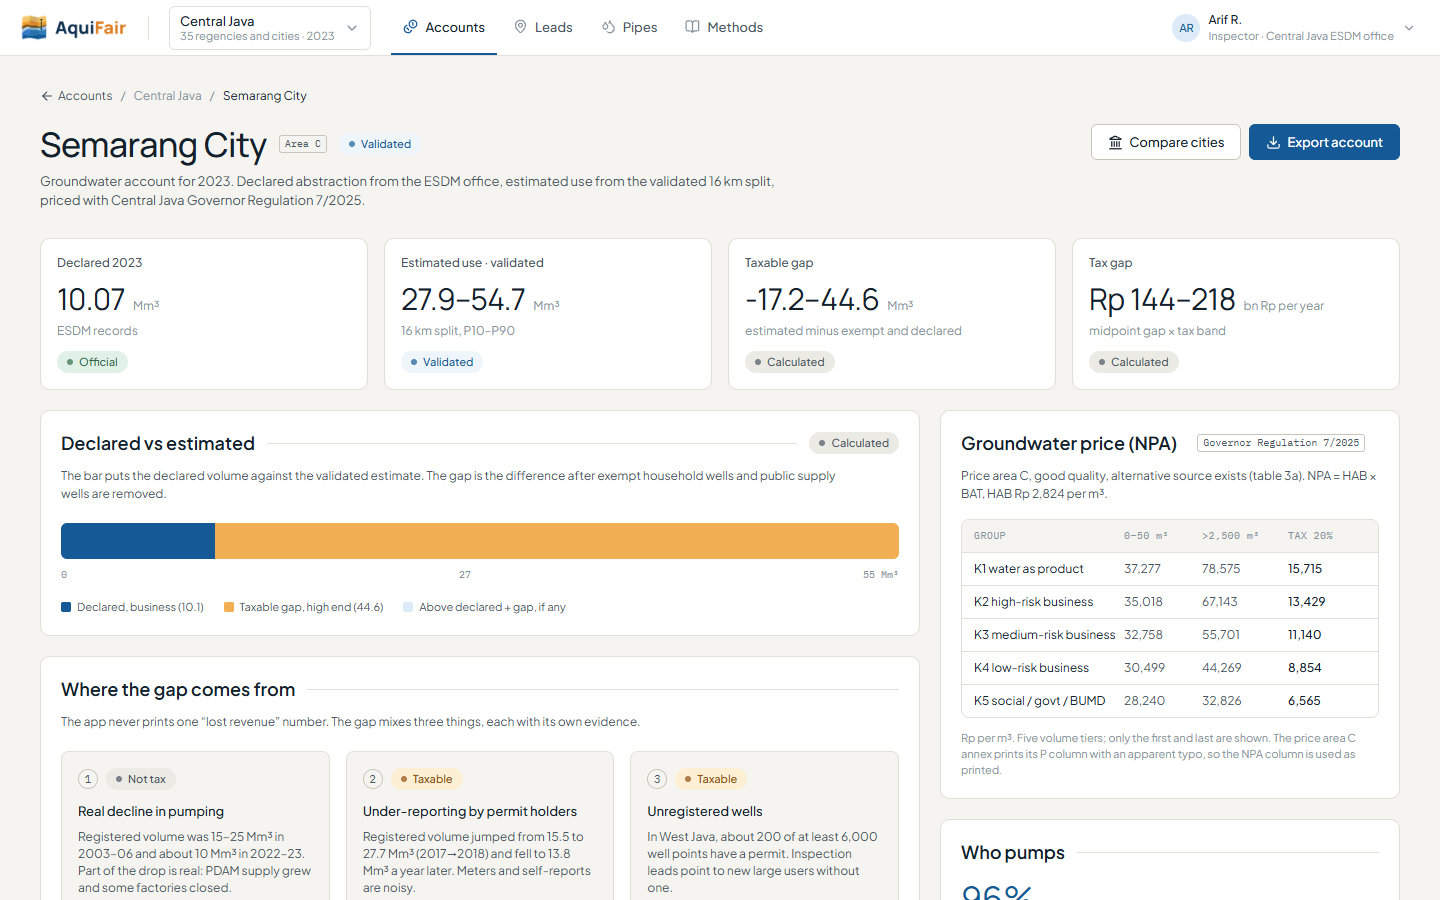 AquiFair
Central Java
35 regencies and cities · 2023
Accounts
Leads
Pipes
Methods
AR
Arif R.
Inspector · Central Java ESDM office
Accounts / Central Java / Semarang City
Semarang City
Area C
Validated
Compare cities
Export account
Groundwater account for 2023. Declared abstraction from the ESDM office, estimated use from the validated 16 km split,
priced with Central Java Governor Regulation 7/2025.
Declared 2023
10.07 Mm³
ESDM records
Official
Estimated use · validated
27.9–54.7 Mm³
16 km split, P10–P90
Validated
Taxable gap
-17.2–44.6 Mm³
estimated minus exempt and declared
Calculated
Tax gap
Rp 144–218 bn Rp per year
midpoint gap × tax band
Calculated
Declared vs estimated
Calculated
The bar puts the declared volume against the validated estimate. The gap is the difference after exempt household wells and public supply
wells are removed.
0
27
55 Mm³
Declared, business (10.1)
Taxable gap, high end (44.6)
Above declared + gap, if any
Groundwater price (NPA)
Governor Regulation 7/2025
Price area C, good quality, alternative source exists (table 3a). NPA = HAB ×
BAT, HAB Rp 2,824 per m³.
GROUP 0–50 m³ >2,500 m³ TAX 20%
K1 water as product 37,277 78,575 15,715
K2 high-risk business 35,018 67,143 13,429
K3 medium-risk business 32,758 55,701 11,140
K4 low-risk business 30,499 44,269 8,854
K5 social / govt / BUMD 28,240 32,826 6,565
Rp per m³. Five volume tiers; only the first and last are shown. The price area C
annex prints its P column with an apparent typo, so the NPA column is used as
printed.
Where the gap comes from
The app never prints one “lost revenue” number. The gap mixes three things, each with its own evidence.
1
Not tax
Real decline in pumping
Registered volume was 15–25 Mm³ in
2003–06 and about 10 Mm³ in 2022–23.
Part of the drop is real: PDAM supply grew
and some factories closed.
2
Taxable
Under-reporting by permit holders
Registered volume jumped from 15.5 to
27.7 Mm³ (2017→2018) and fell to 13.8
Mm³ a year later. Meters and self-reports
are noisy.
3
Taxable
Unregistered wells
In West Java, about 200 of at least 6,000
well points have a permit. Inspection
leads point to new large users without
one.
Who pumps
96%